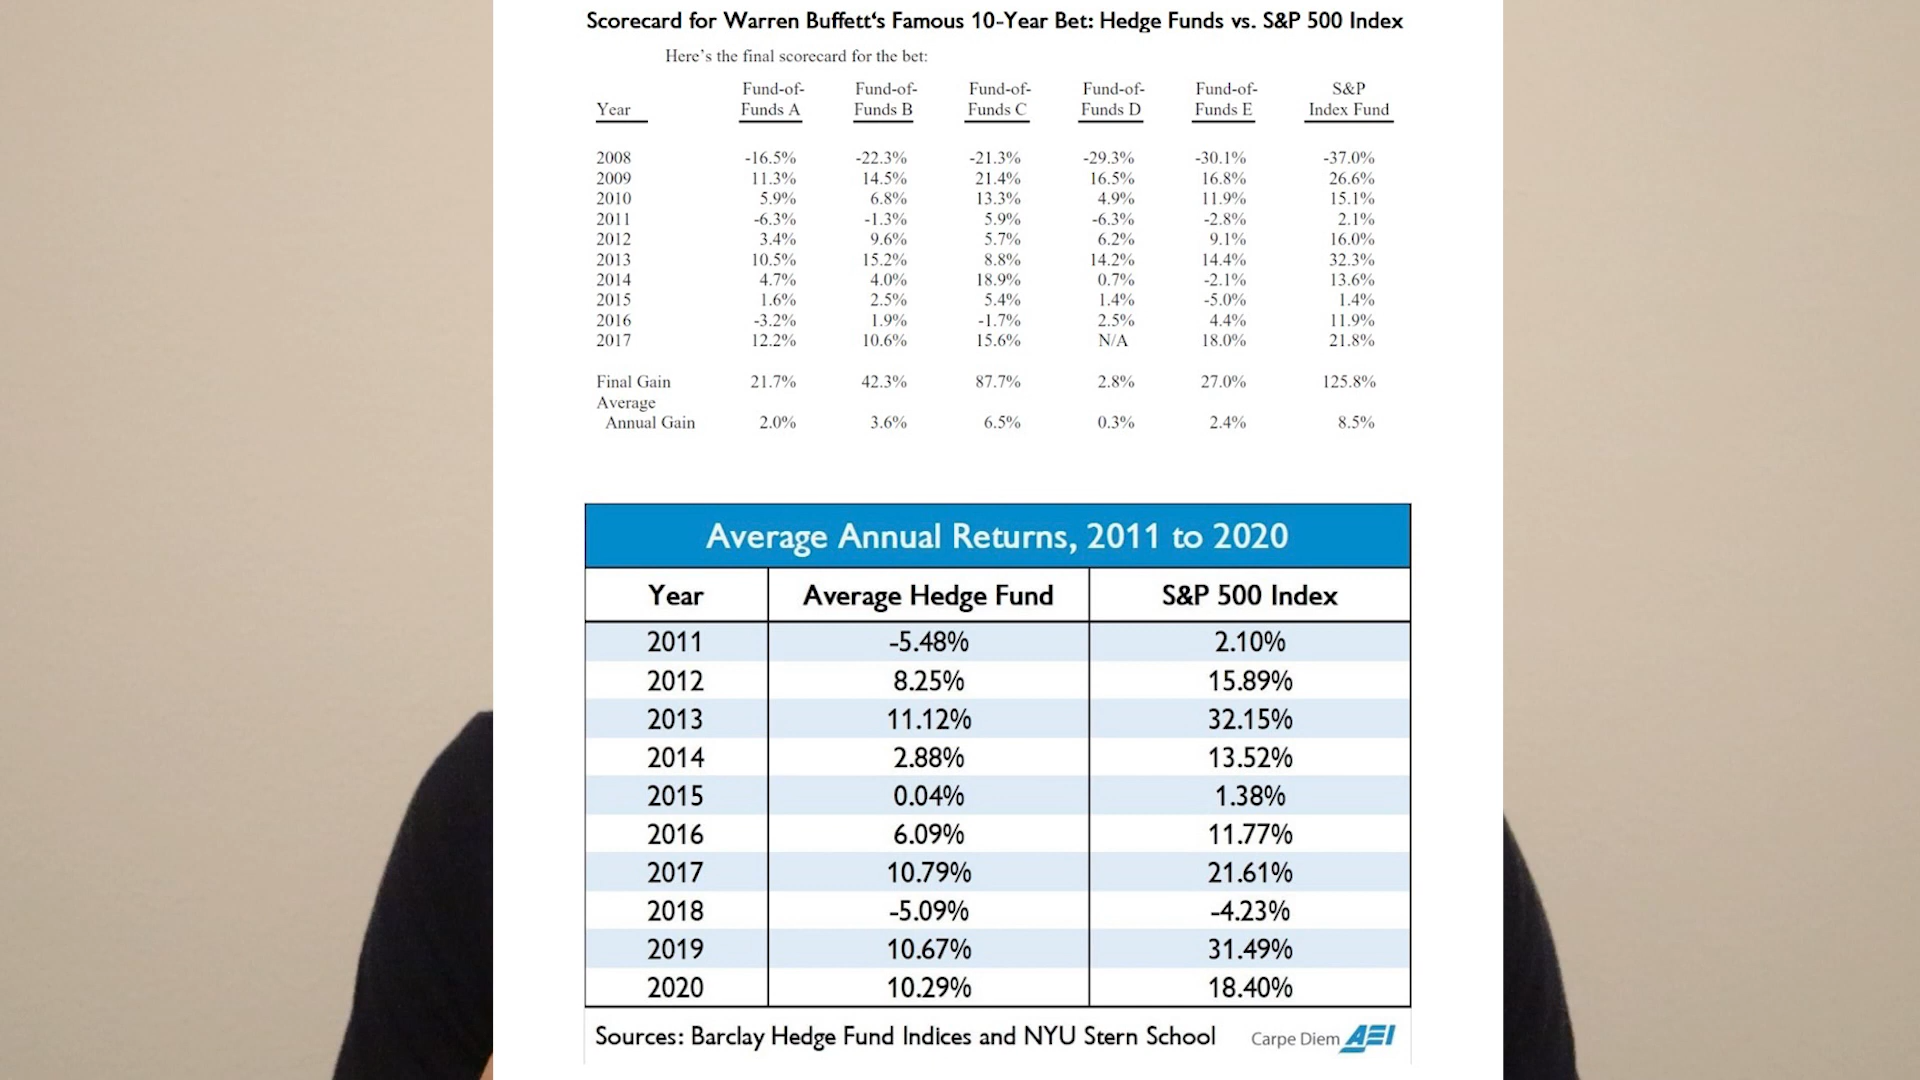 Scorecard for Warren Buffett‘s Famous 10-Year Bet: Hedge Funds vs. S&P 500 Index
Here’s the final scorecard for the bet:
Fund-of- Fund-of- Fund-of- Fund-of- Fund-of- S&P
Year Funds A Funds B Funds C Funds D Funds E Index Fund
2008 -16.5% -22.3% -21.3% -29.3% -30.1% -37.0%
2009 11.3% 14.5% 21.4% 16.5% 16.8% 26.6%
2010 5.9% 6.8% 13.3% 4.9% 11.9% 15.1%
2011 -6.3% -1.3% 5.9% -6.3% -2.8% 2.1%
2012 3.4% 9.6% 5.7% 6.2% 9.1% 16.0%
2013 10.5% 15.2% 8.8% 14.2% 14.4% 32.3%
2014 4.7% 4.0% 18.9% 0.7% -2.1% 13.6%
2015 1.6% 2.5% 5.4% 1.4% -5.0% 1.4%
2016 -3.2% 1.9% -1.7% 2.5% 4.4% 11.9%
2017 12.2% 10.6% 15.6% N/A 18.0% 21.8%
Final Gain 21.7% 42.3% 87.7% 2.8% 27.0% 125.8%
Average
Annual Gain 2.0% 3.6% 6.5% 0.3% 2.4% 8.5%
Average Annual Returns, 2011 to 2020
Year Average Hedge Fund S&P 500 Index
2011 -5.48% 2.10%
2012 8.25% 15.89%
2013 11.12% 32.15%
2014 2.88% 13.52%
2015 0.04% 1.38%
2016 6.09% 11.77%
2017 10.79% 21.61%
2018 -5.09% -4.23%
2019 10.67% 31.49%
2020 10.29% 18.40%
Sources: Barclay Hedge Fund Indices and NYU Stern School Carpe Diem AEI